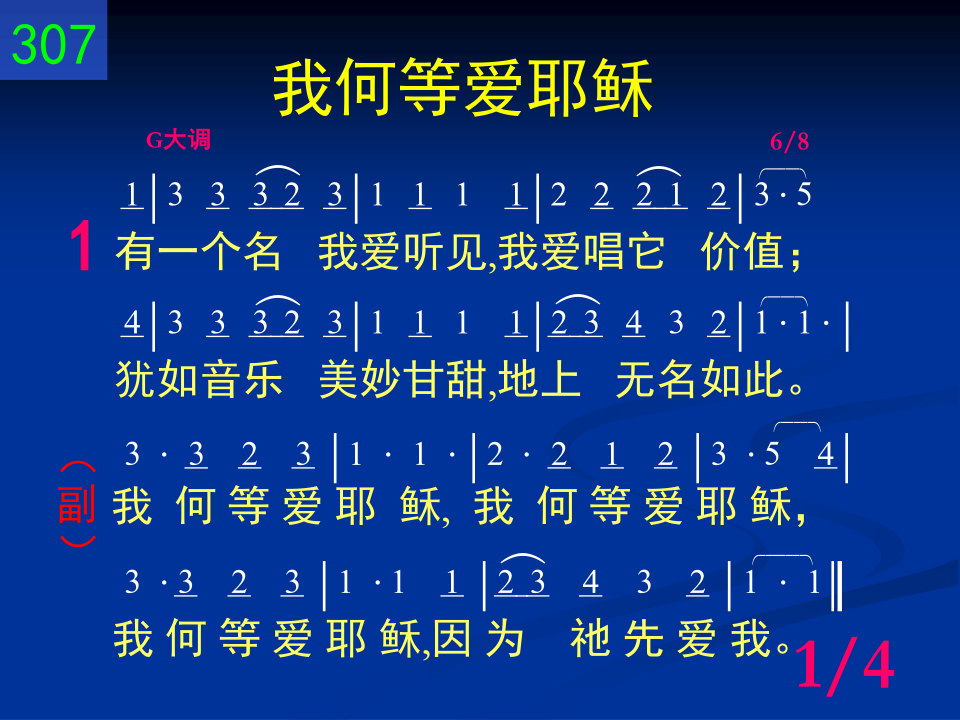 307
我何等爱耶稣
G大调 6/8
1|3 3 3 2 3|1 1 1 1|2 2 2 1 2|3·5
1 有一个名 我爱听见,我爱唱它 价值；
4|3 3 3 2 3|1 1 1 1|2 3 4 3 2|1·1·|
犹如音乐 美妙甘甜,地上 无名如此。
3·3 2 3|1·1·|2·2 1 2|3·5 4|
（副）我 何 等 爱 耶 稣, 我 何 等 爱 耶 稣，
3·3 2 3|1·1 1|2 3 4 3 2|1· 1‖
我 何 等 爱 耶 稣,因 为 祂 先 爱 我。
1/4